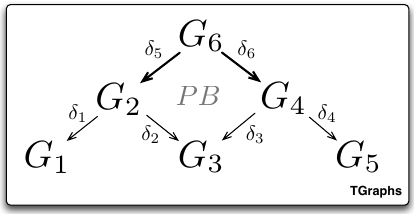 G₆
δ₅ δ₆
G₂ PB G₄
δ₁ δ₂ δ₃ δ₄
G₁ G₃ G₅
TGraphs